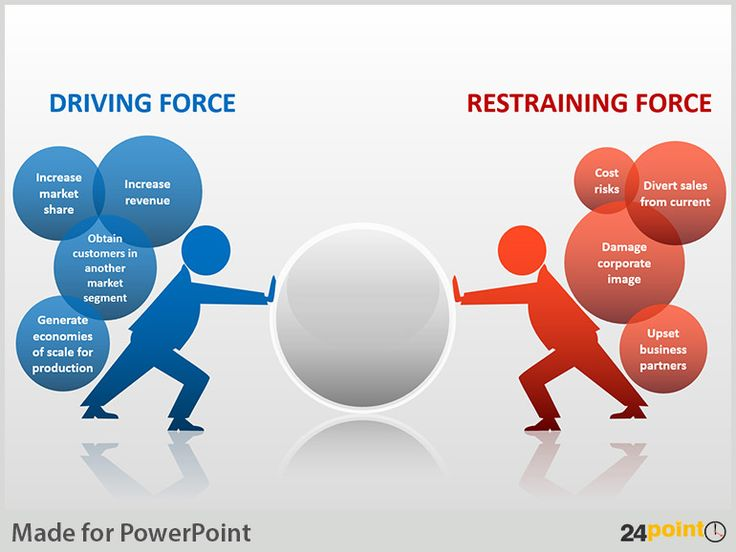 DRIVING FORCE
RESTRAINING FORCE
Increase
market
share
Increase
revenue
Obtain
customers in
another
market
segment
Generate
economies
of scale for
production
Cost
risks
Divert sales
from current
Damage
corporate
image
Upset
business
partners
Made for PowerPoint
24point